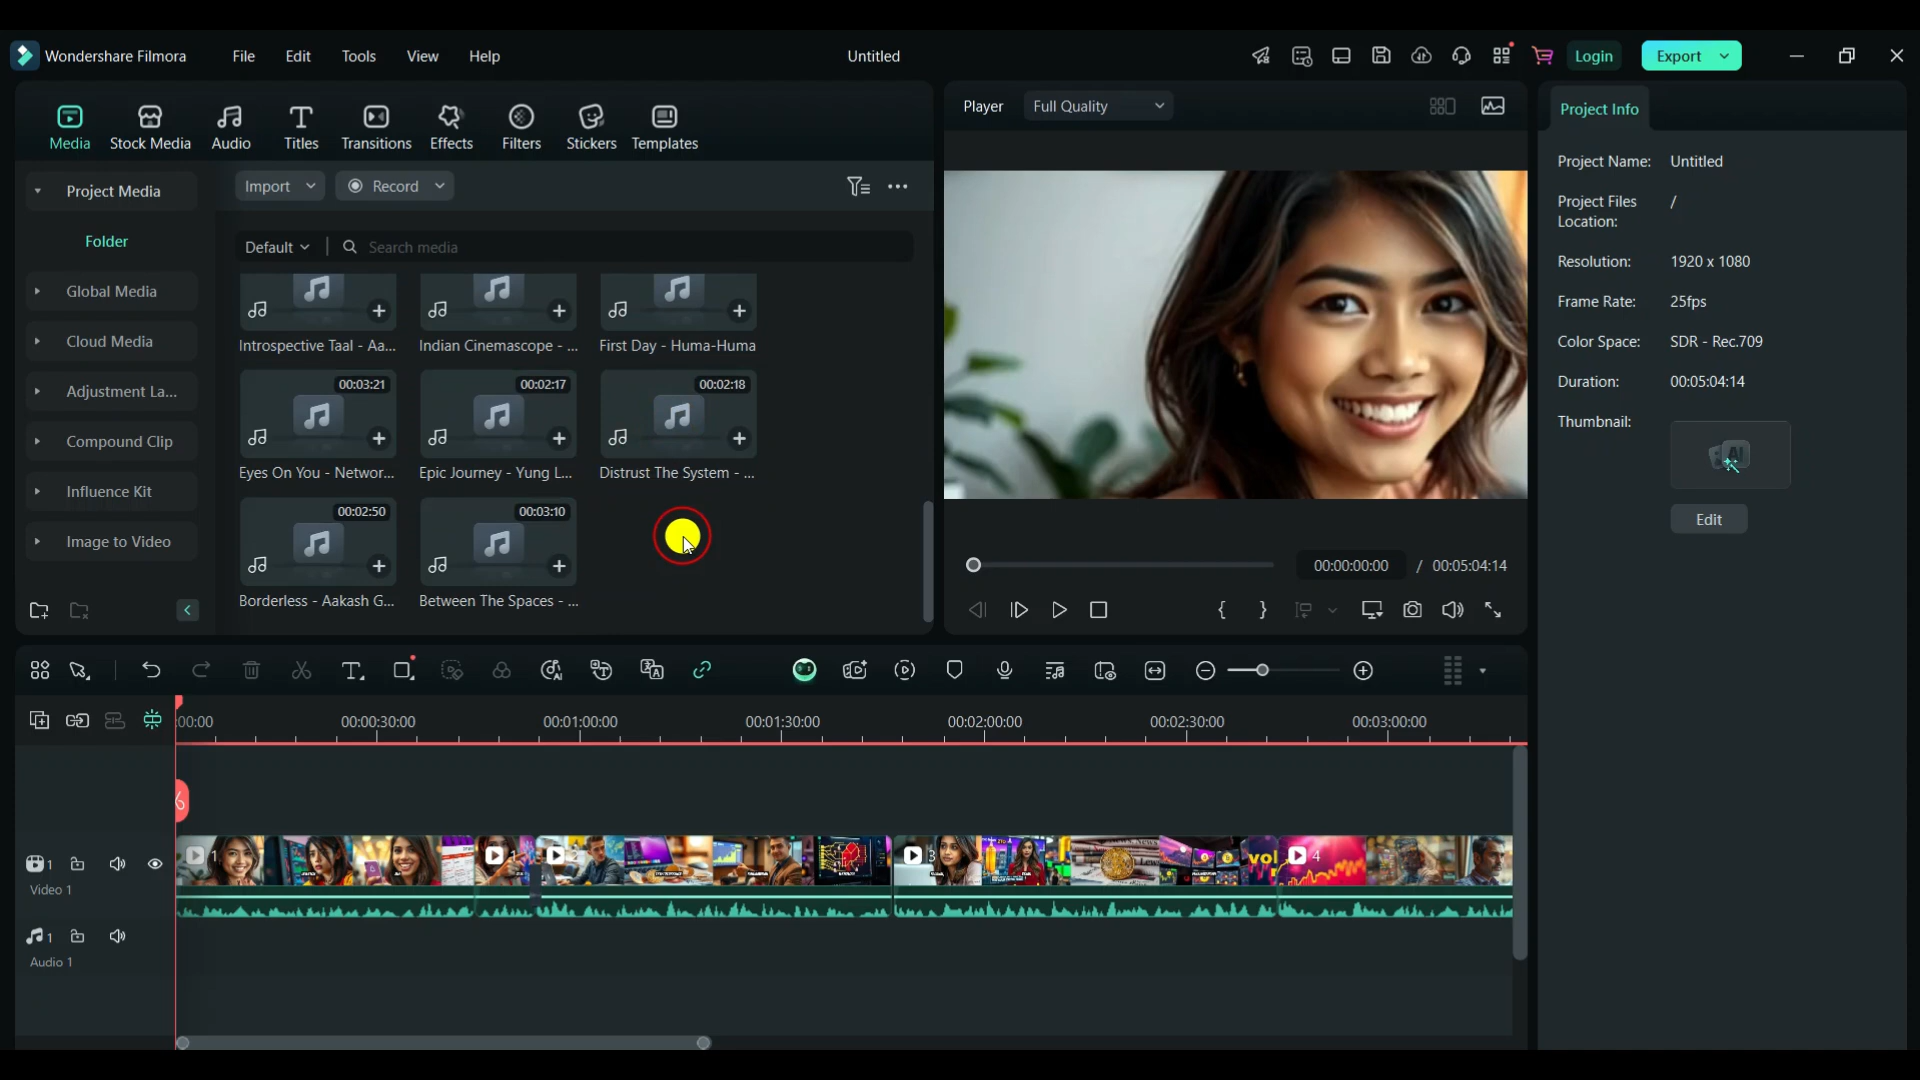 Wondershare Filmora
File
Edit
Tools
View
Help
Untitled
Login
Export
Media
Stock Media
Audio
Titles
Transitions
Effects
Filters
Stickers
Templates
Project Media
Folder
Global Media
Cloud Media
Adjustment La...
Compound Clip
Influence Kit
Image to Video
Import
Record
Default
Search media
Introspective Taal - Aa...
Indian Cinemascope - ...
First Day - Huma-Huma
00:03:21
00:02:17
00:02:18
Eyes On You - Networ...
Epic Journey - Yung L...
Distrust The System - ...
00:02:50
00:03:10
Borderless - Aakash G...
Between The Spaces - ...
Player
Full Quality
00:00:00:00
/ 00:05:04:14
{
}
Project Info
Project Name: Untitled
Project Files Location: /
Resolution: 1920 x 1080
Frame Rate: 25fps
Color Space: SDR - Rec.709
Duration: 00:05:04:14
Thumbnail:
AI
Edit
:00:00
00:00:30:00
00:01:00:00
00:01:30:00
00:02:00:00
00:02:30:00
00:03:00:00
1
Video 1
1
3
4
1
Audio 1